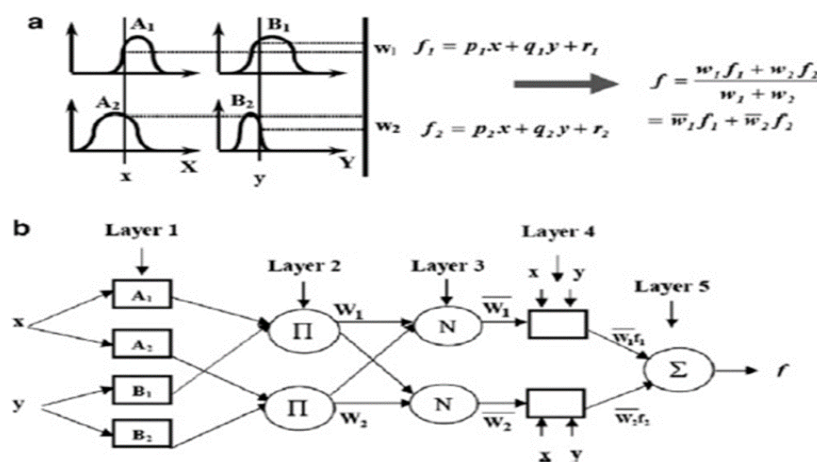 a
A₁ B₁
w₁ f₁ = p₁x + q₁y + r₁
f = (w₁f₁ + w₂f₂) / (w₁ + w₂)
A₂ B₂
w₂ f₂ = p₂x + q₂y + r₂
= w̅₁f₁ + w̅₂f₂
x X y Y
b
Layer 1
Layer 2
Layer 3
Layer 4
Layer 5
x y
A₁
x
A₂
B₁
y
B₂
Π W₁ N W̅₁
W̅₁f₁
Σ f
Π W₂ N W̅₂
W̅₂f₂
x y